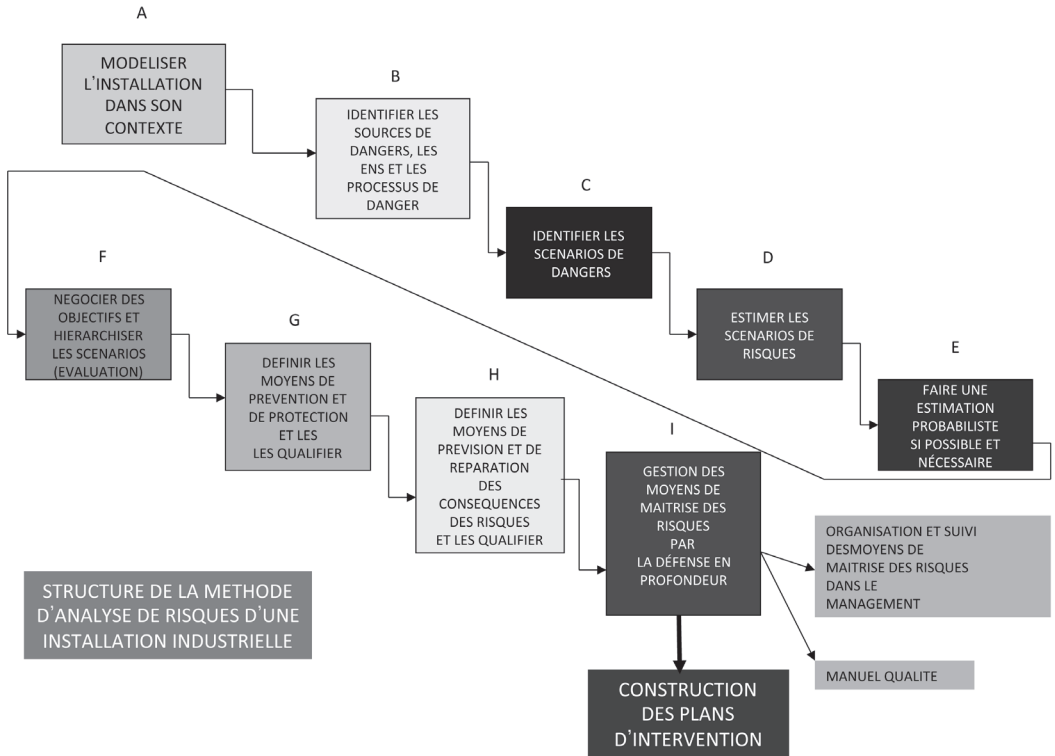 A
MODELISER
L'INSTALLATION
DANS SON
CONTEXTE
B
IDENTIFIER LES
SOURCES DE
DANGERS, LES
ENS ET LES
PROCESSUS DE
DANGER
C
IDENTIFIER LES
SCENARIOS DE
DANGERS
D
ESTIMER LES
SCENARIOS DE
RISQUES
E
FAIRE UNE
ESTIMATION
PROBABILISTE
SI POSSIBLE ET
NÉCESSAIRE
F
NEGOCIER DES
OBJECTIFS ET
HIERARCHISER
LES SCENARIOS
(EVALUATION)
G
DEFINIR LES
MOYENS DE
PREVENTION ET
DE PROTECTION
ET LES
LES QUALIFIER
H
DEFINIR LES
MOYENS DE
PREVISION ET DE
REPARATION
DES
CONSEQUENCES
DES RISQUES
ET LES QUALIFIER
I
GESTION DES
MOYENS DE
MAITRISE DES
RISQUES
PAR
LA DÉFENSE EN
PROFONDEUR
ORGANISATION ET SUIVI
DESMOYENS DE
MAITRISE DES RISQUES
DANS LE
MANAGEMENT
MANUEL QUALITE
CONSTRUCTION
DES PLANS
D'INTERVENTION
STRUCTURE DE LA METHODE
D'ANALYSE DE RISQUES D'UNE
INSTALLATION INDUSTRIELLE